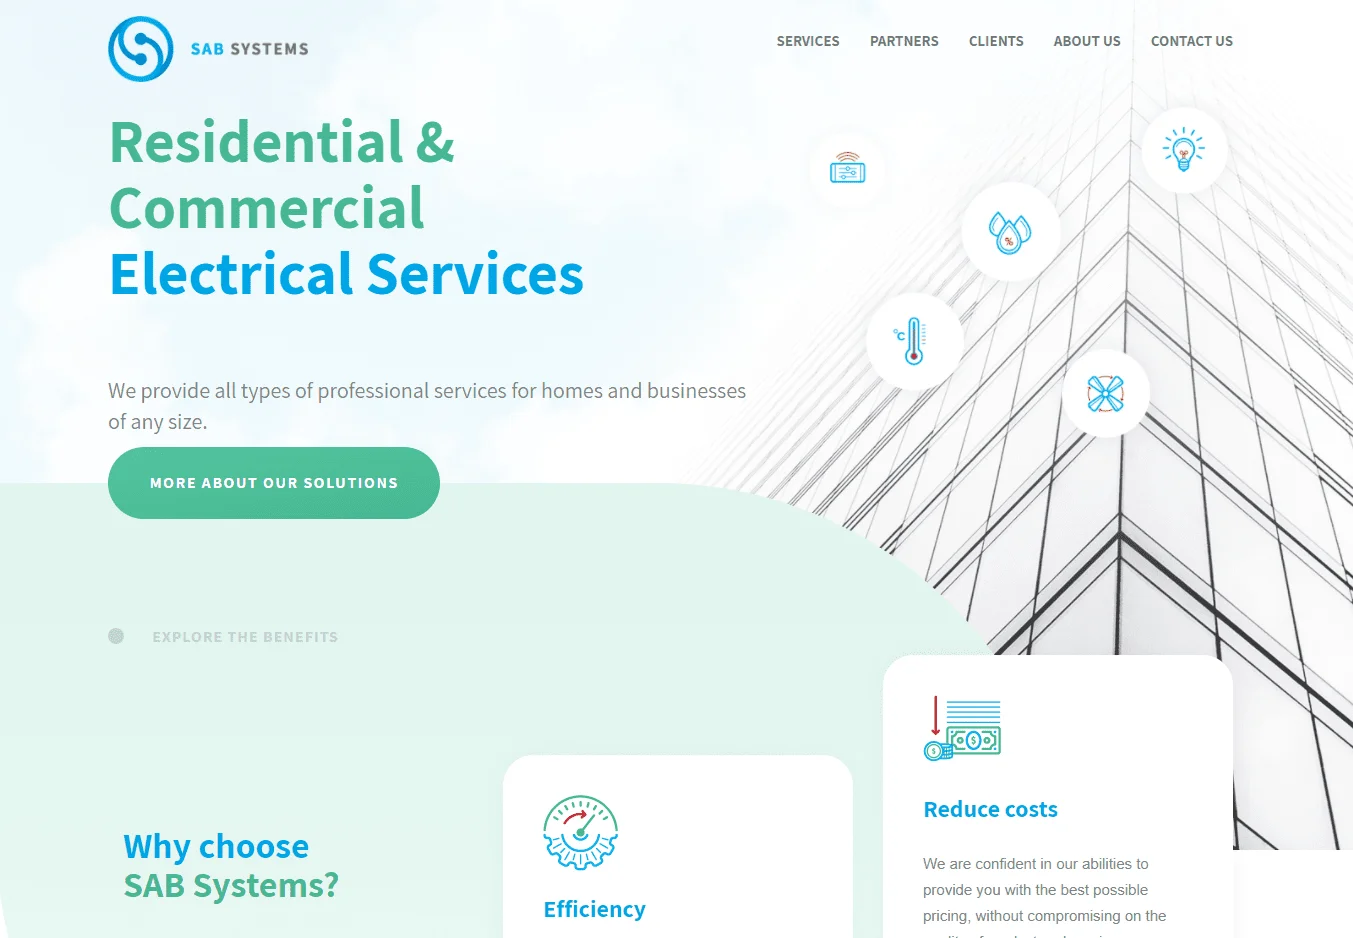 SAB SYSTEMS
SERVICES PARTNERS CLIENTS ABOUT US CONTACT US
Residential &
Commercial
Electrical Services
We provide all types of professional services for homes and businesses
of any size.
MORE ABOUT OUR SOLUTIONS
%
°C
EXPLORE THE BENEFITS
Why choose
SAB Systems?
Efficiency
$
$
Reduce costs
We are confident in our abilities to
provide you with the best possible
pricing, without compromising on the